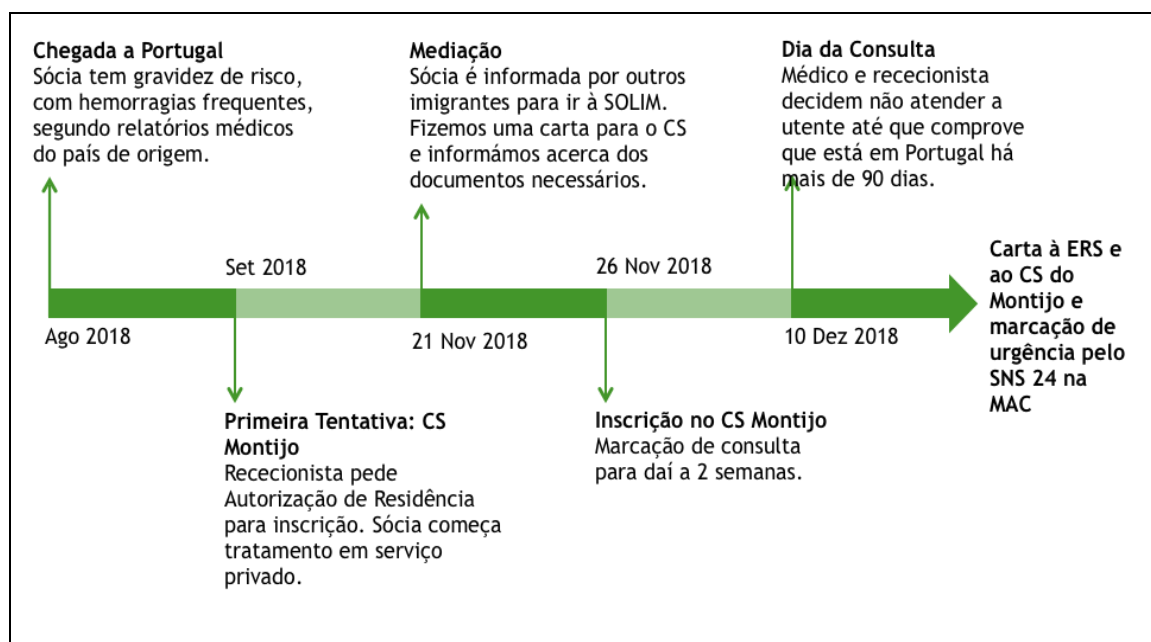 Chegada a Portugal
Sócia tem gravidez de risco,
com hemorragias frequentes,
segundo relatórios médicos
do país de origem.
Mediação
Sócia é informada por outros
imigrantes para ir à SOLIM.
Fizemos uma carta para o CS
e informámos acerca dos
documentos necessários.
Dia da Consulta
Médico e rececionista
decidem não atender a
utente até que comprove
que está em Portugal há
mais de 90 dias.
Set 2018
26 Nov 2018
Ago 2018
21 Nov 2018
10 Dez 2018
Carta à ERS e
ao CS do
Montijo e
marcação de
urgência pelo
SNS 24 na
MAC
Primeira Tentativa: CS
Montijo
Rececionista pede
Autorização de Residência
para inscrição. Sócia começa
tratamento em serviço
privado.
Inscrição no CS Montijo
Marcação de consulta
para daí a 2 semanas.